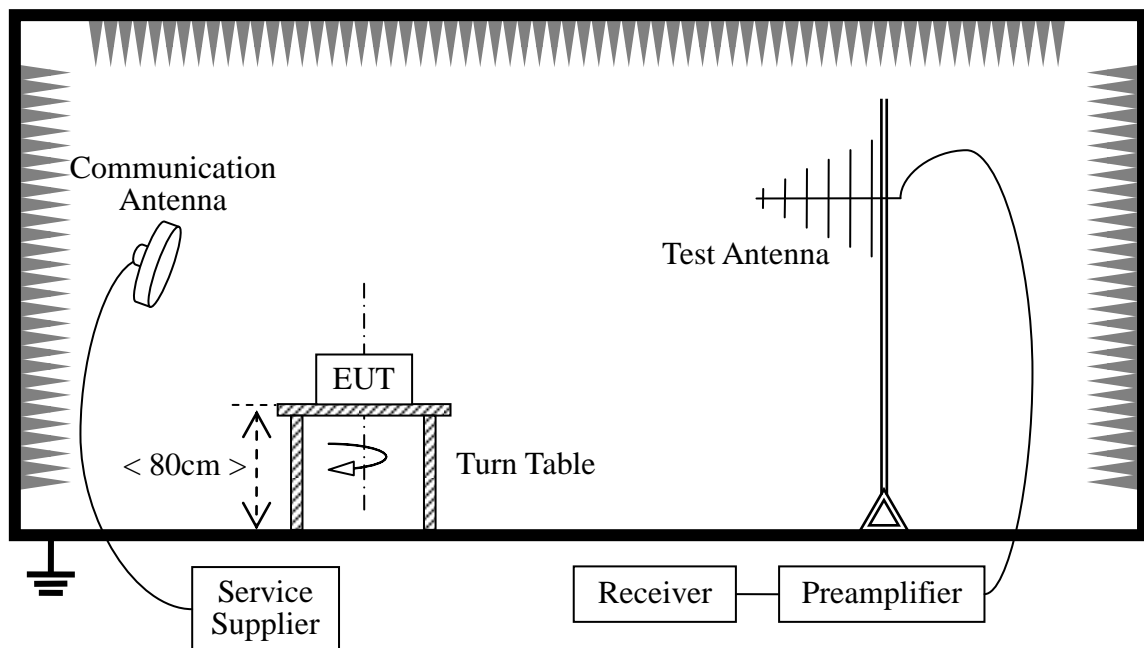 Communication
Antenna
Test Antenna
EUT
< 80cm >
Turn Table
Service
Supplier
Receiver
Preamplifier